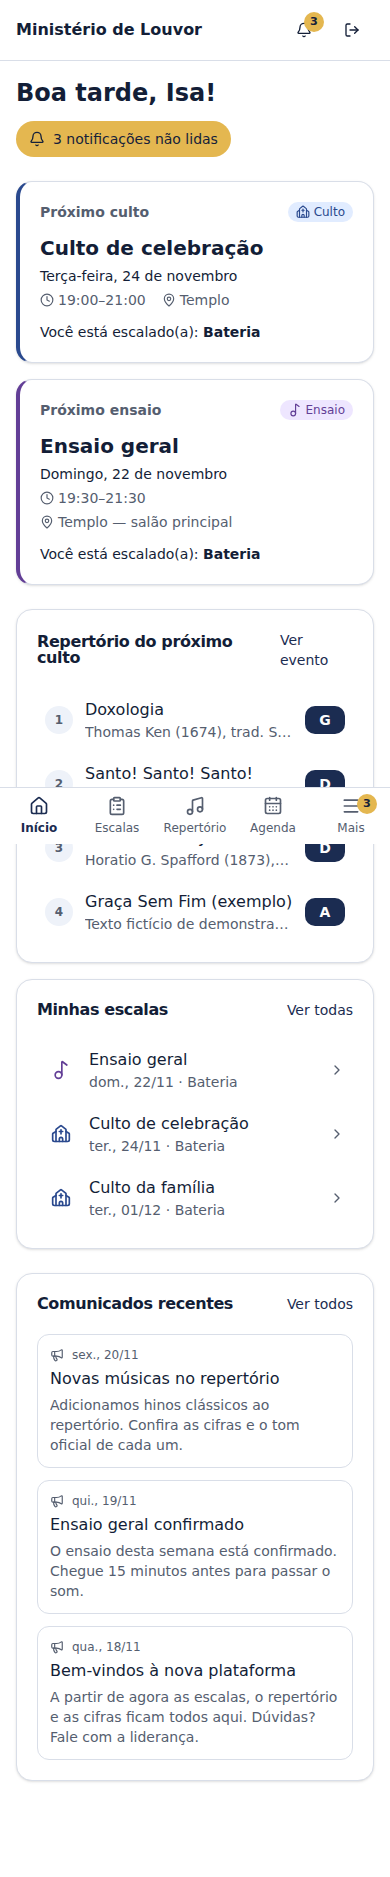 Ministério de Louvor
3
Boa tarde, Isa!
3 notificações não lidas
Próximo culto
Culto
Culto de celebração
Terça-feira, 24 de novembro
19:00–21:00 Templo
Você está escalado(a): Bateria
Próximo ensaio
Ensaio
Ensaio geral
Domingo, 22 de novembro
19:30–21:30
Templo — salão principal
Você está escalado(a): Bateria
Repertório do próximo
culto
Ver
evento
1
Doxologia
G
Thomas Ken (1674), trad. S…
2
Santo! Santo! Santo!
D
Início
Escalas
Repertório
Agenda
Mais
3
3
Horatio G. Spafford (1873),…
D
4
Graça Sem Fim (exemplo)
A
Texto fictício de demonstra…
Minhas escalas
Ver todas
Ensaio geral
dom., 22/11 · Bateria
Culto de celebração
ter., 24/11 · Bateria
Culto da família
ter., 01/12 · Bateria
Comunicados recentes
Ver todos
sex., 20/11
Novas músicas no repertório
Adicionamos hinos clássicos ao
repertório. Confira as cifras e o tom
oficial de cada um.
qui., 19/11
Ensaio geral confirmado
O ensaio desta semana está confirmado.
Chegue 15 minutos antes para passar o
som.
qua., 18/11
Bem-vindos à nova plataforma
A partir de agora as escalas, o repertório
e as cifras ficam todos aqui. Dúvidas?
Fale com a liderança.